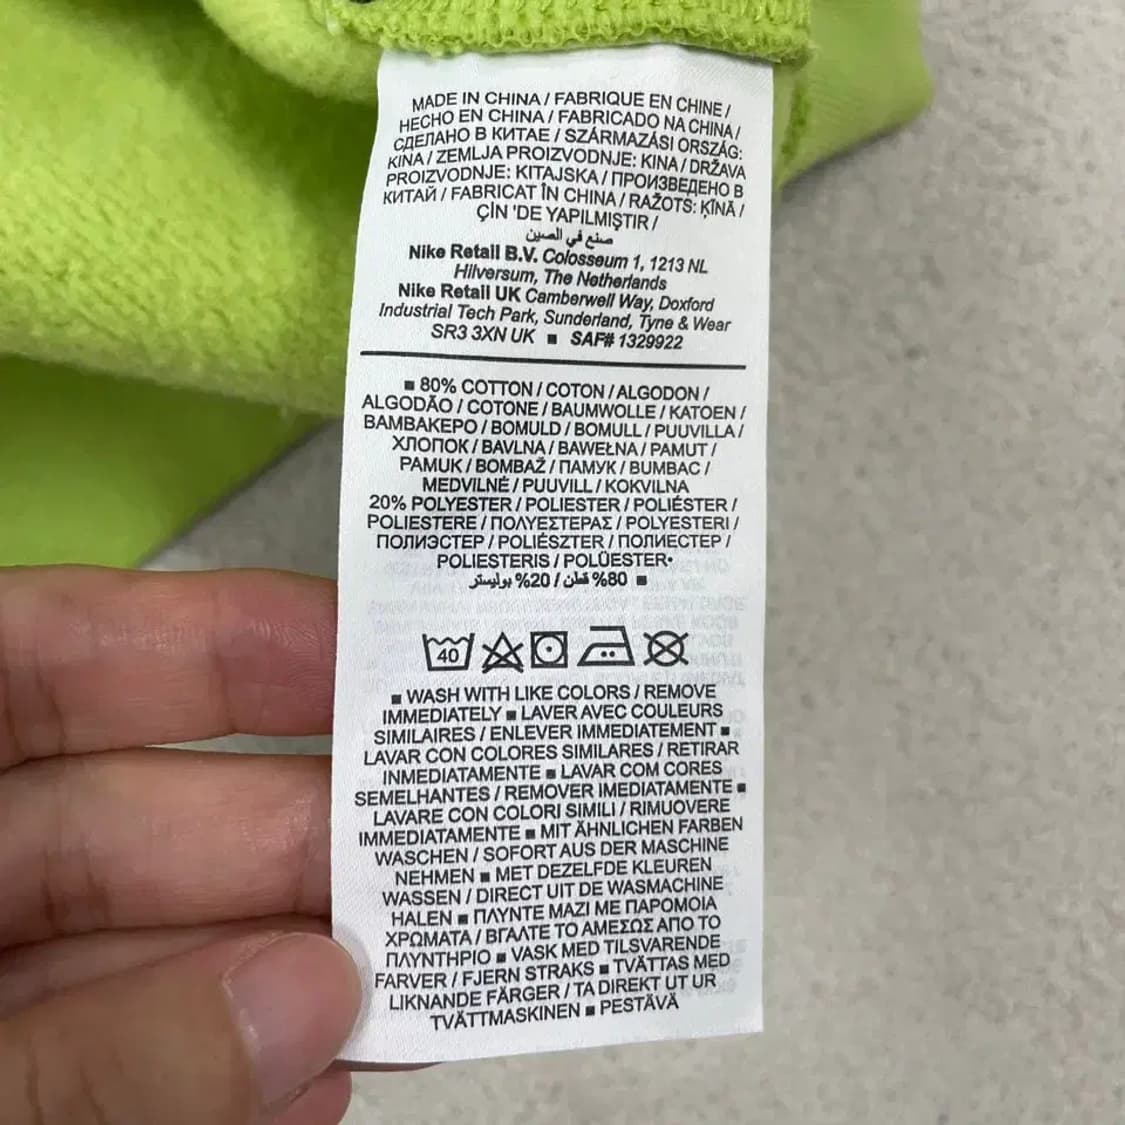 MADE IN CHINA / FABRIQUE EN CHINE /
HECHO EN CHINA / FABRICADO NA CHINA /
СДЕЛАНО В КИТАЕ / SZÁRMAZÁSI ORSZÁG:
KINA / ZEMLJA PROIZVODNJE: KINA / DRŽAVA
PROIZVODNJE: KITAJSKA / ПРОИЗВЕДЕНО В
КИТАЙ / FABRICAT ÎN CHINA / RAŽOTS: ĶĪNĀ /
ÇİN 'DE YAPILMIŞTIR /
صنع في الصين
Nike Retail B.V. Colosseum 1, 1213 NL
Hilversum, The Netherlands
Nike Retail UK Camberwell Way, Doxford
Industrial Tech Park, Sunderland, Tyne & Wear
SR3 3XN UK ■ SAF# 1329922
■ 80% COTTON / COTON / ALGODON /
ALGODÃO / COTONE / BAUMWOLLE / KATOEN /
ΒΑΜΒΑΚΕΡΟ / BOMULD / BOMULL / PUUVILLA /
ХЛОПОК / BAVLNA / BAWEŁNA / PAMUT /
PAMUK / BOMBAŽ / ПАМУК / BUMBAC /
MEDVILNĖ / PUUVILL / KOKVILNA
20% POLYESTER / POLIESTER / POLIÉSTER /
POLIESTERE / ΠΟΛΥΕΣΤΕΡΑΣ / POLYESTERI /
ПОЛИЭСТЕР / POLIÉSZTER / ПОЛИЕСТЕР /
POLIESTERIS / POLÜESTER•
■ 80% قطن / 20% بوليستر
40
■ WASH WITH LIKE COLORS / REMOVE
IMMEDIATELY ■ LAVER AVEC COULEURS
SIMILAIRES / ENLEVER IMMEDIATEMENT ■
LAVAR CON COLORES SIMILARES / RETIRAR
INMEDIATAMENTE ■ LAVAR COM CORES
SEMELHANTES / REMOVER IMEDIATAMENTE ■
LAVARE CON COLORI SIMILI / RIMUOVERE
IMMEDIATAMENTE ■ MIT ÄHNLICHEN FARBEN
WASCHEN / SOFORT AUS DER MASCHINE
NEHMEN ■ MET DEZELFDE KLEUREN
WASSEN / DIRECT UIT DE WASMACHINE
HALEN ■ ΠΛΥΝΤΕ ΜΑΖΙ ΜΕ ΠΑΡΟΜΟΙΑ
ΧΡΩΜΑΤΑ / ΒΓΑΛΤΕ ΤΟ ΑΜΕΣΩΣ ΑΠΟ ΤΟ
ΠΛΥΝΤΗΡΙΟ ■ VASK MED TILSVARENDE
FARVER / FJERN STRAKS ■ TVÄTTAS MED
LIKNANDE FÄRGER / TA DIREKT UT UR
TVÄTTMASKINEN ■ PESTÄVÄ